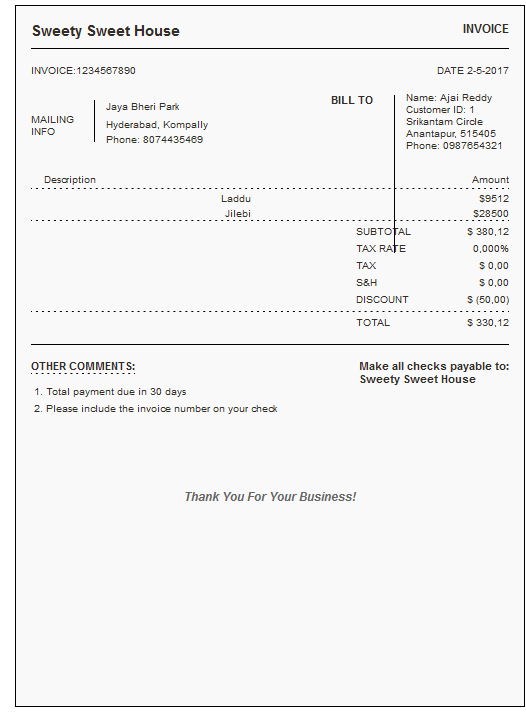 Sweety Sweet House INVOICE
INVOICE:1234567890 DATE 2-5-2017
MAILING INFO
Jaya Bheri Park
Hyderabad, Kompally
Phone: 8074435469
BILL TO
Name: Ajai Reddy
Customer ID: 1
Srikantam Circle
Anantapur, 515405
Phone: 0987654321
Description Amount
Laddu $9512
Jilebi $28500
SUBTOTAL $ 380,12
TAX RATE 0,000%
TAX $ 0,00
S&H $ 0,00
DISCOUNT $ (50,00)
TOTAL $ 330,12
OTHER COMMENTS:
1. Total payment due in 30 days
2. Please include the invoice number on your check
Make all checks payable to:
Sweety Sweet House
Thank You For Your Business!